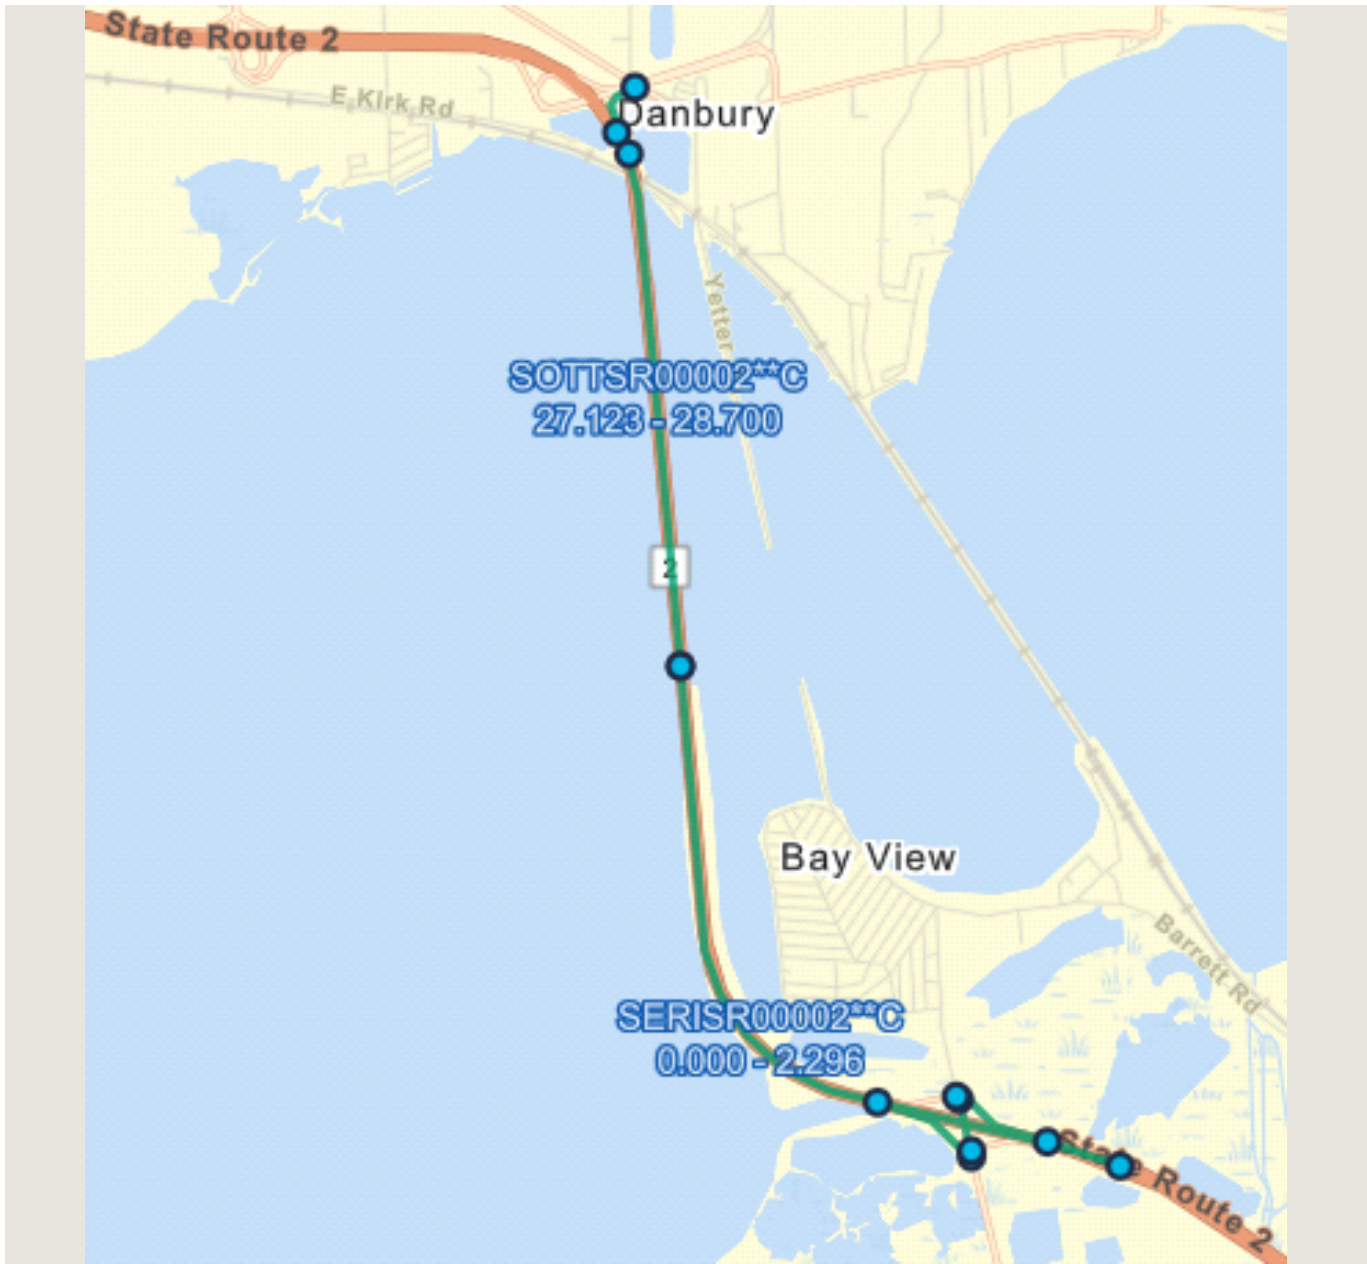 State Route 2
E Kirk Rd
Danbury
Yetter
SOTTSR00002**C
27.123 - 28.700
2
Bay View
Barrett Rd
SERISR00002**C
0.000 - 2.296
State Route 2